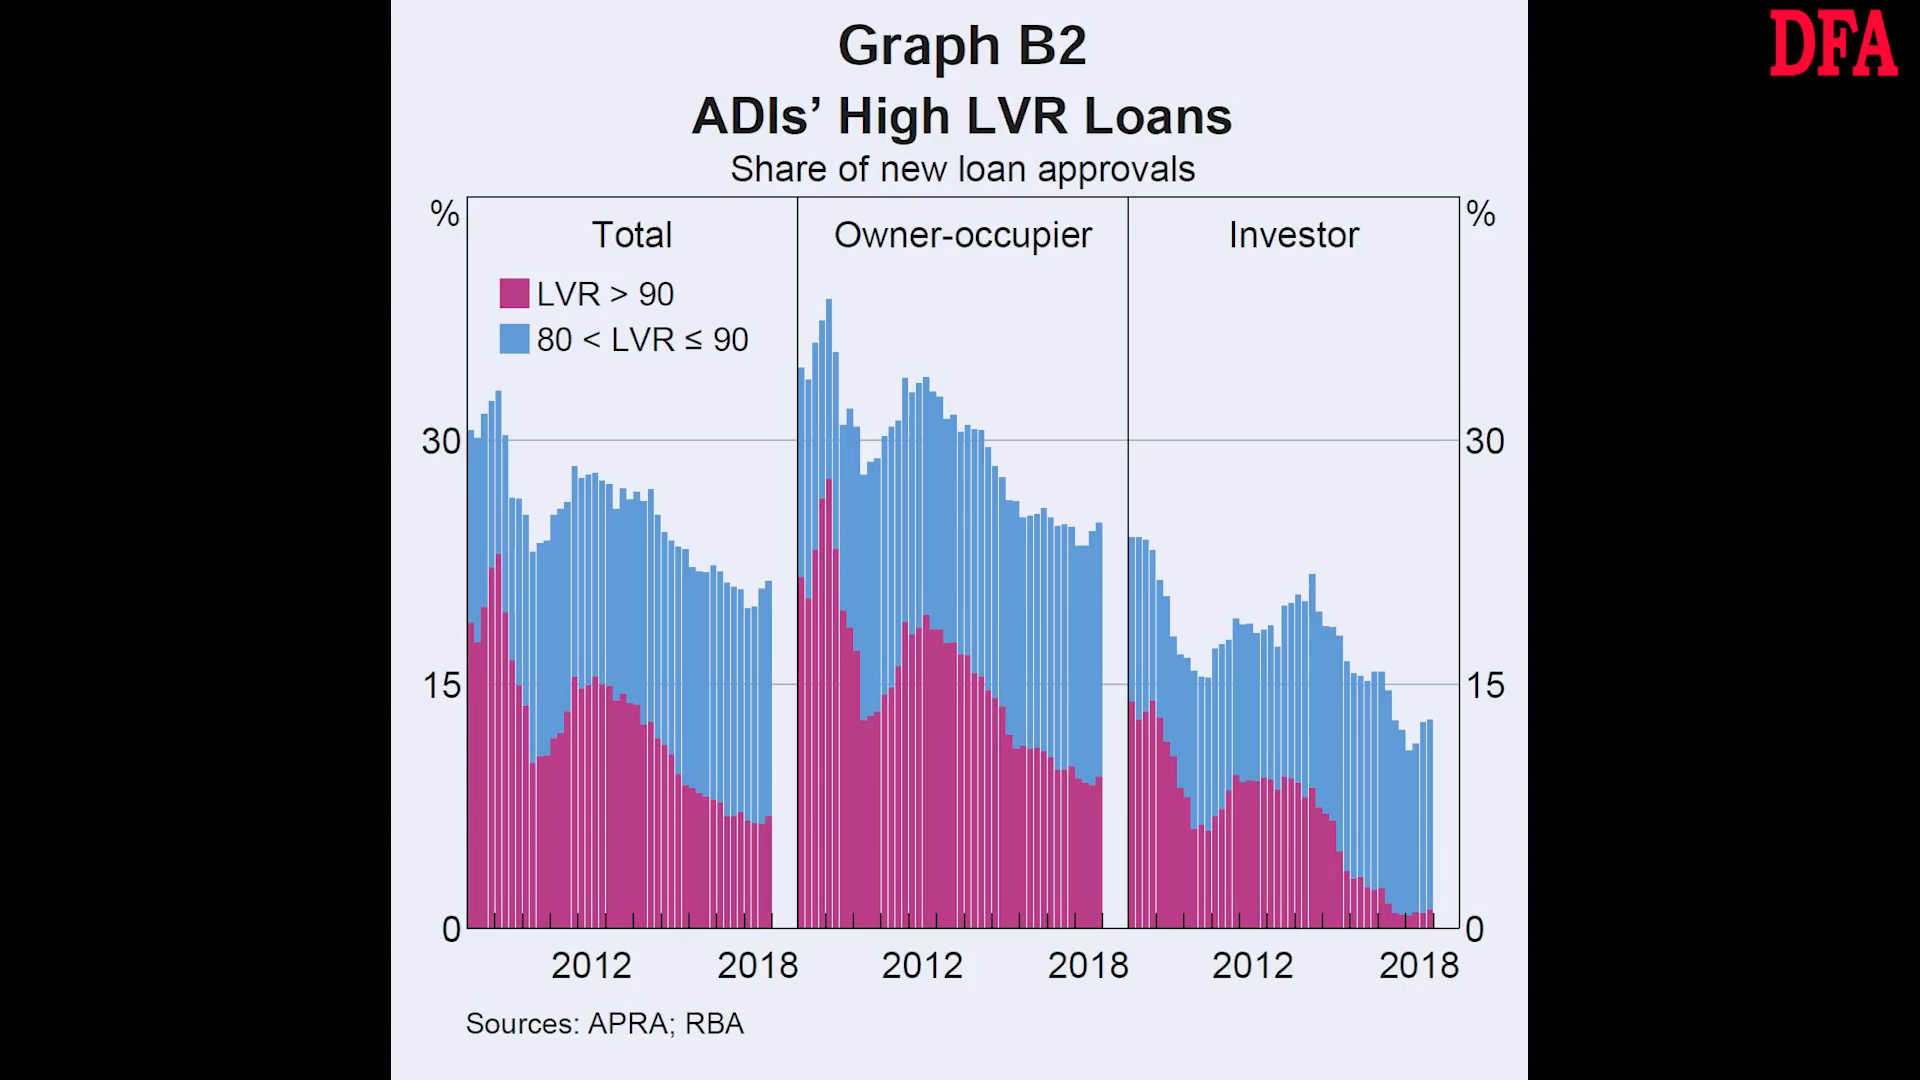 DFA
Graph B2
ADIs’ High LVR Loans
Share of new loan approvals
% %
Total Owner-occupier Investor
LVR > 90
80 < LVR ≤ 90
30 30
15 15
0 0
2012 2018 2012 2018 2012 2018
Sources: APRA; RBA